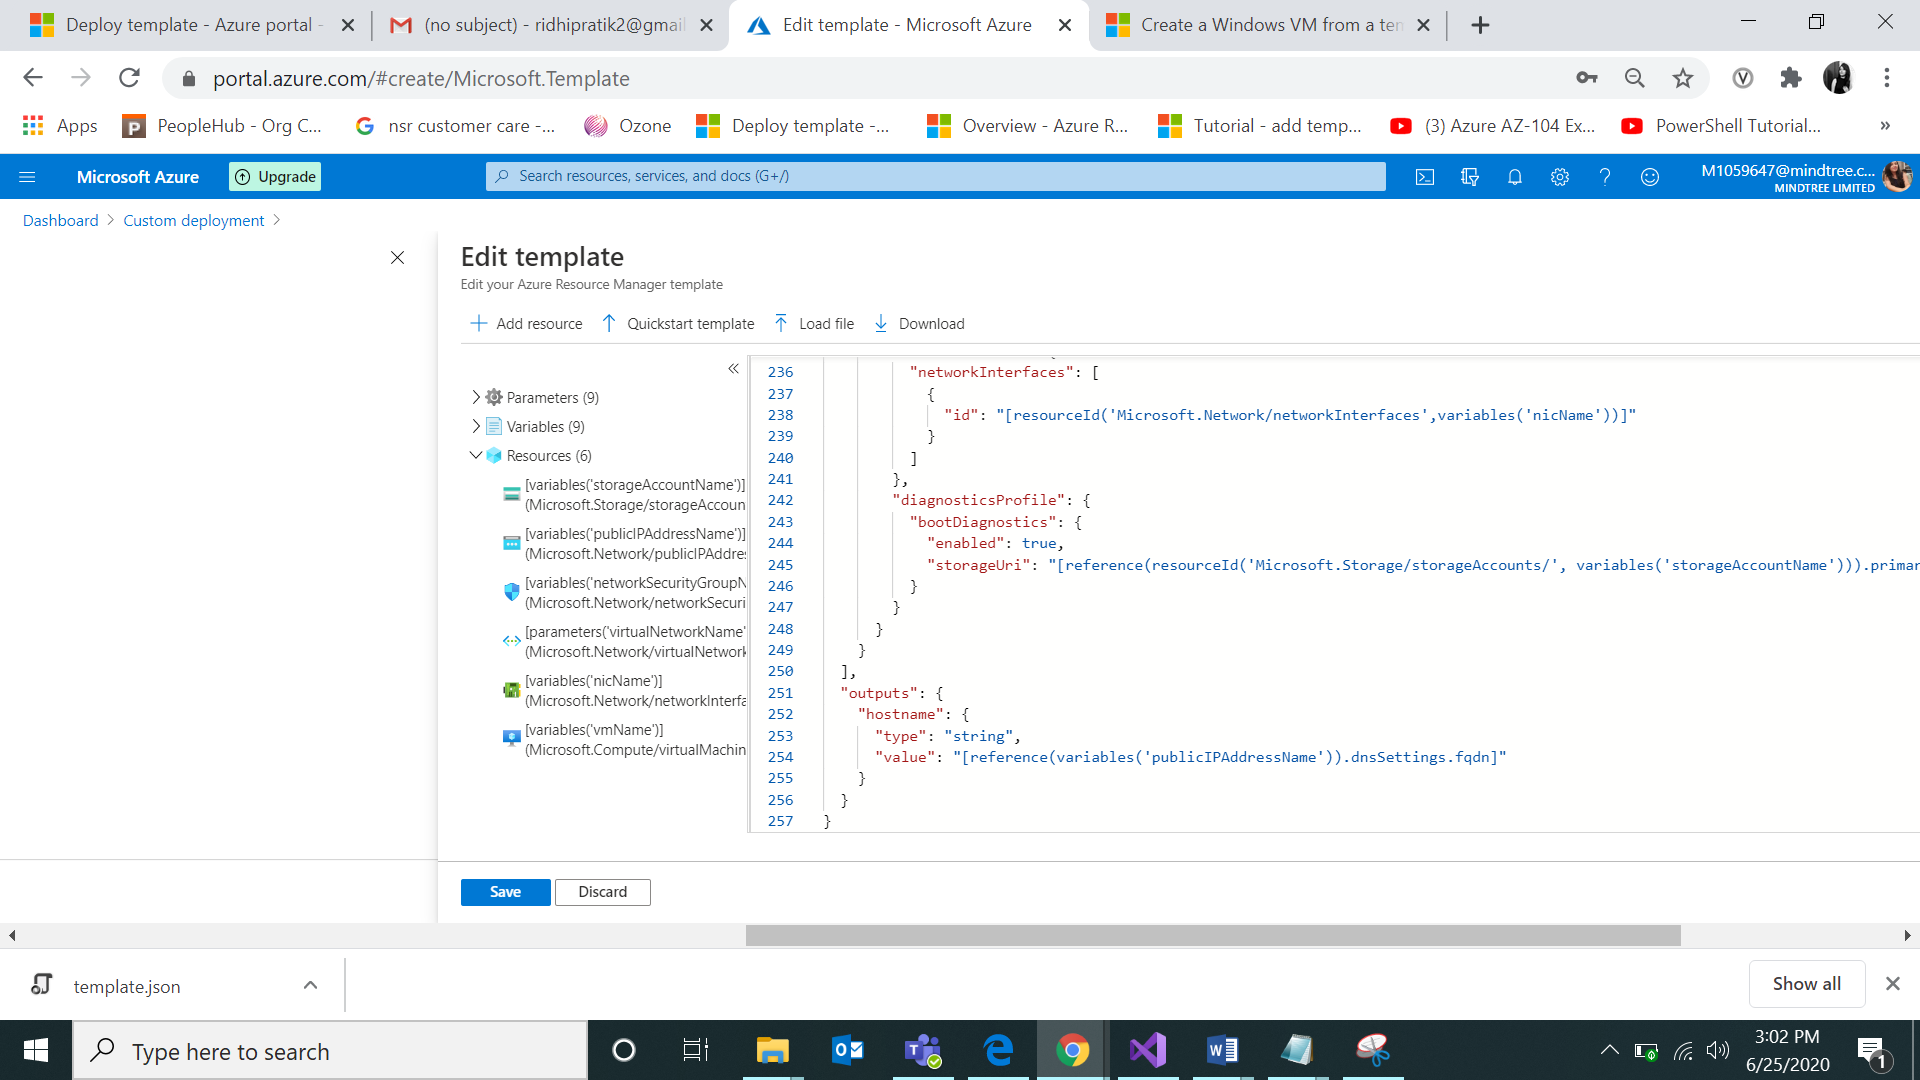 Deploy template - Azure portal -
(no subject) - ridhipratik2@gmail
Edit template - Microsoft Azure
Create a Windows VM from a tem
portal.azure.com/#create/Microsoft.Template
Apps
PeopleHub - Org C...
nsr customer care -...
Ozone
Deploy template -...
Overview - Azure R...
Tutorial - add temp...
(3) Azure AZ-104 Ex...
PowerShell Tutorial...
»
Microsoft Azure
Upgrade
Search resources, services, and docs (G+/)
M1059647@mindtree.c...
MINDTREE LIMITED
Dashboard > Custom deployment >
Edit template
Edit your Azure Resource Manager template
Add resource
Quickstart template
Load file
Download
Parameters (9)
Variables (9)
Resources (6)
[variables('storageAccountName')]
(Microsoft.Storage/storageAccoun
[variables('publicIPAddressName')]
(Microsoft.Network/publicIPAddre
[variables('networkSecurityGroupN
(Microsoft.Network/networkSecuri
[parameters('virtualNetworkName'
(Microsoft.Network/virtualNetwork
[variables('nicName')]
(Microsoft.Network/networkInterfa
[variables('vmName')]
(Microsoft.Compute/virtualMachin
236 "networkInterfaces": [
237 {
238 "id": "[resourceId('Microsoft.Network/networkInterfaces',variables('nicName'))]"
239 }
240 ]
241 },
242 "diagnosticsProfile": {
243 "bootDiagnostics": {
244 "enabled": true,
245 "storageUri": "[reference(resourceId('Microsoft.Storage/storageAccounts/', variables('storageAccountName'))).primar
246 }
247 }
248 }
249 }
250 ],
251 "outputs": {
252 "hostname": {
253 "type": "string",
254 "value": "[reference(variables('publicIPAddressName')).dnsSettings.fqdn]"
255 }
256 }
257 }
Save
Discard
template.json
Show all
Type here to search
3:02 PM
6/25/2020
1